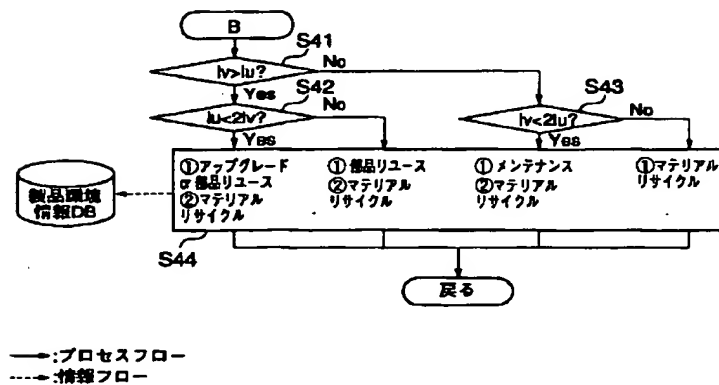 B
S41
lv>lu?
No
Yes
S42
S43
lu<2lv?
No
lv<2lu?
No
Yes
Yes
①アップグレード
or 部品リユース
②マテリアル
リサイクル
①部品リユース
②マテリアル
リサイクル
①メンテナンス
②マテリアル
リサイクル
①マテリアル
リサイクル
製品環境
情報DB
S44
戻る
:プロセスフロー
:情報フロー